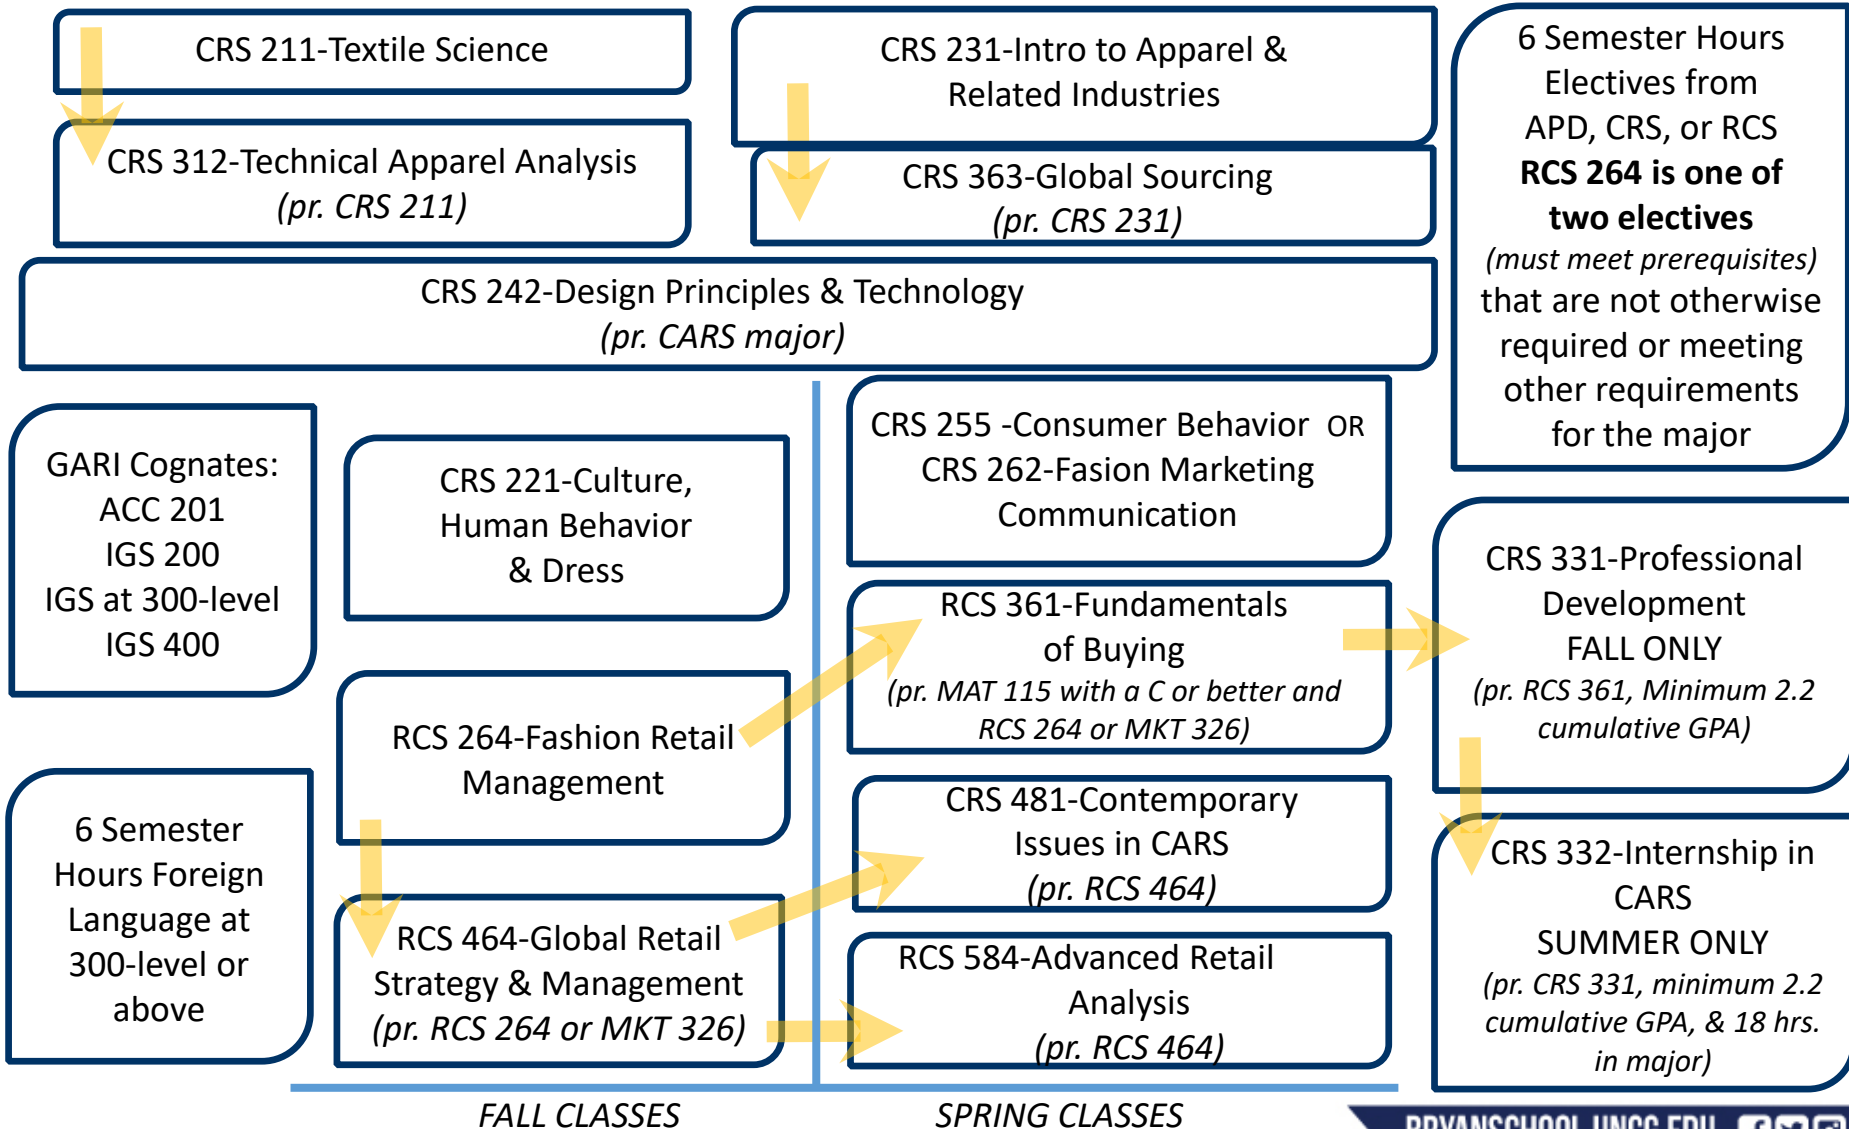 CRS 211-Textile Science
CRS 312-Technical Apparel Analysis
(pr. CRS 211)
CRS 231-Intro to Apparel &
Related Industries
CRS 363-Global Sourcing
(pr. CRS 231)
CRS 242-Design Principles & Technology
(pr. CARS major)
6 Semester Hours
Electives from
APD, CRS, or RCS
RCS 264 is one of
two electives
(must meet prerequisites)
that are not otherwise
required or meeting
other requirements
for the major
GARI Cognates:
ACC 201
IGS 200
IGS at 300-level
IGS 400
6 Semester
Hours Foreign
Language at
300-level or
above
CRS 221-Culture,
Human Behavior
& Dress
RCS 264-Fashion Retail
Management
RCS 464-Global Retail
Strategy & Management
(pr. RCS 264 or MKT 326)
CRS 255 -Consumer Behavior OR
CRS 262-Fasion Marketing
Communication
RCS 361-Fundamentals
of Buying
(pr. MAT 115 with a C or better and
RCS 264 or MKT 326)
CRS 481-Contemporary
Issues in CARS
(pr. RCS 464)
RCS 584-Advanced Retail
Analysis
(pr. RCS 464)
CRS 331-Professional
Development
FALL ONLY
(pr. RCS 361, Minimum 2.2
cumulative GPA)
CRS 332-Internship in
CARS
SUMMER ONLY
(pr. CRS 331, minimum 2.2
cumulative GPA, & 18 hrs.
in major)
FALL CLASSES
SPRING CLASSES
BRYANSCHOOL.UNCG.EDU